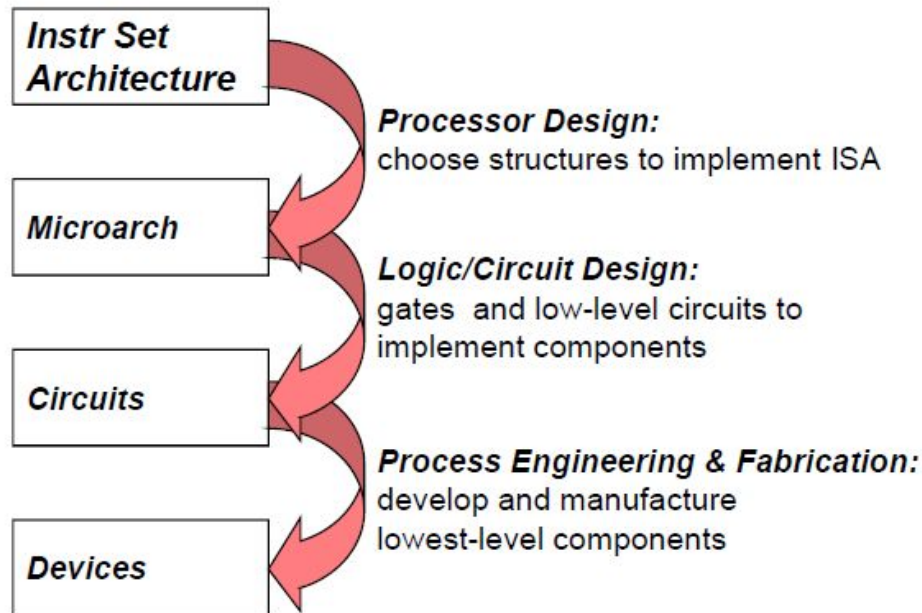 Instr Set
Architecture
Processor Design:
choose structures to implement ISA
Microarch
Logic/Circuit Design:
gates and low-level circuits to
implement components
Circuits
Process Engineering & Fabrication:
develop and manufacture
lowest-level components
Devices